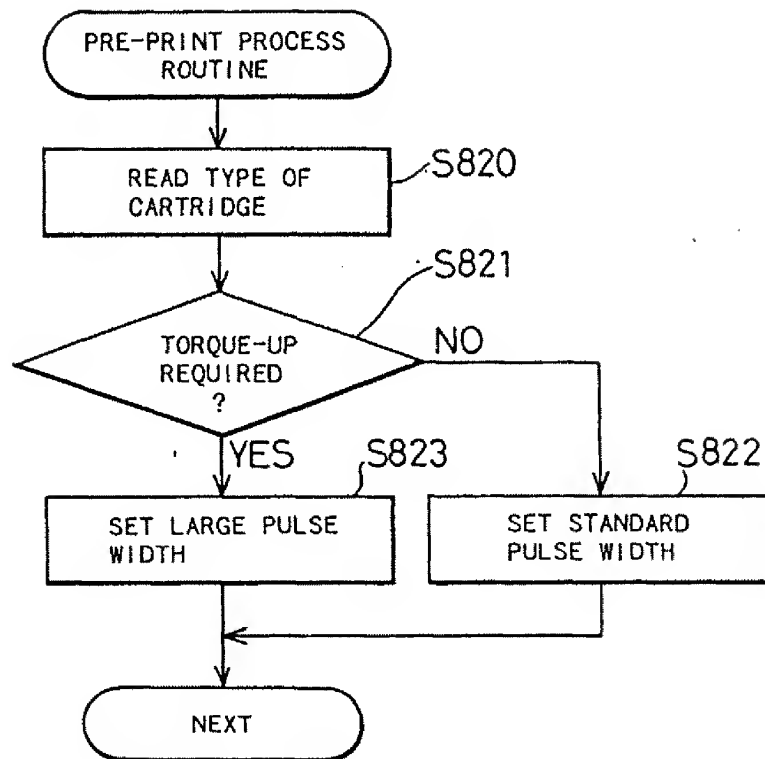 PRE-PRINT PROCESS
ROUTINE
READ TYPE OF
CARTRIDGE
S820
S821
TORQUE-UP
REQUIRED
?
NO
YES
S823
S822
SET LARGE PULSE
WIDTH
SET STANDARD
PULSE WIDTH
NEXT